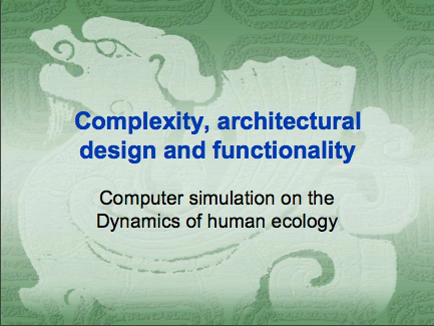 Complexity, architectural
design and functionality
Computer simulation on the
Dynamics of human ecology